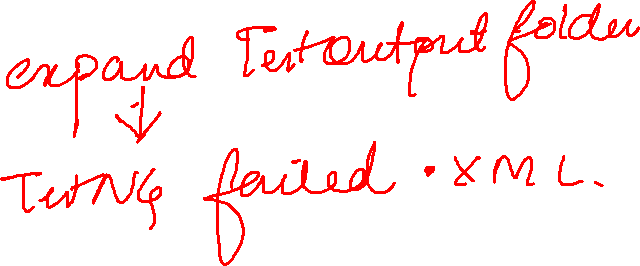 expand Testoutput folder
↓
TestNG failed .XML.